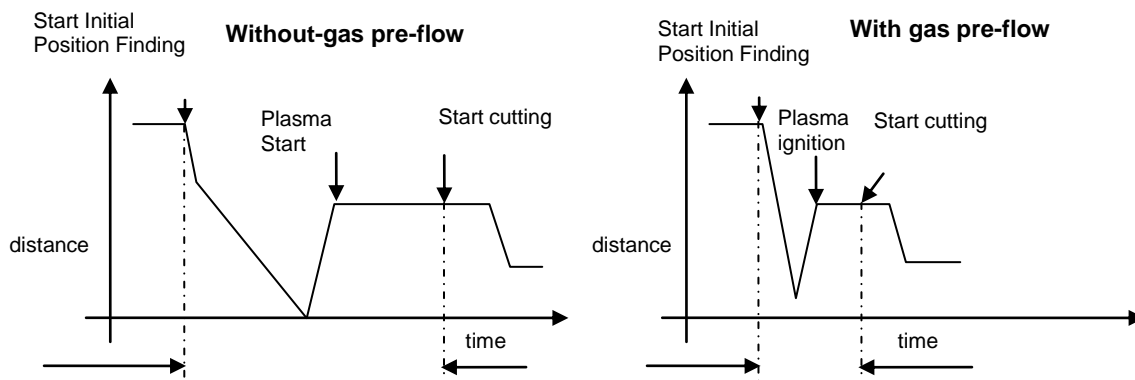 Start Initial
Position Finding
Without-gas pre-flow
Plasma
Start
Start cutting
distance
time
Start Initial
Position Finding
With gas pre-flow
Plasma
ignition
Start cutting
distance
time